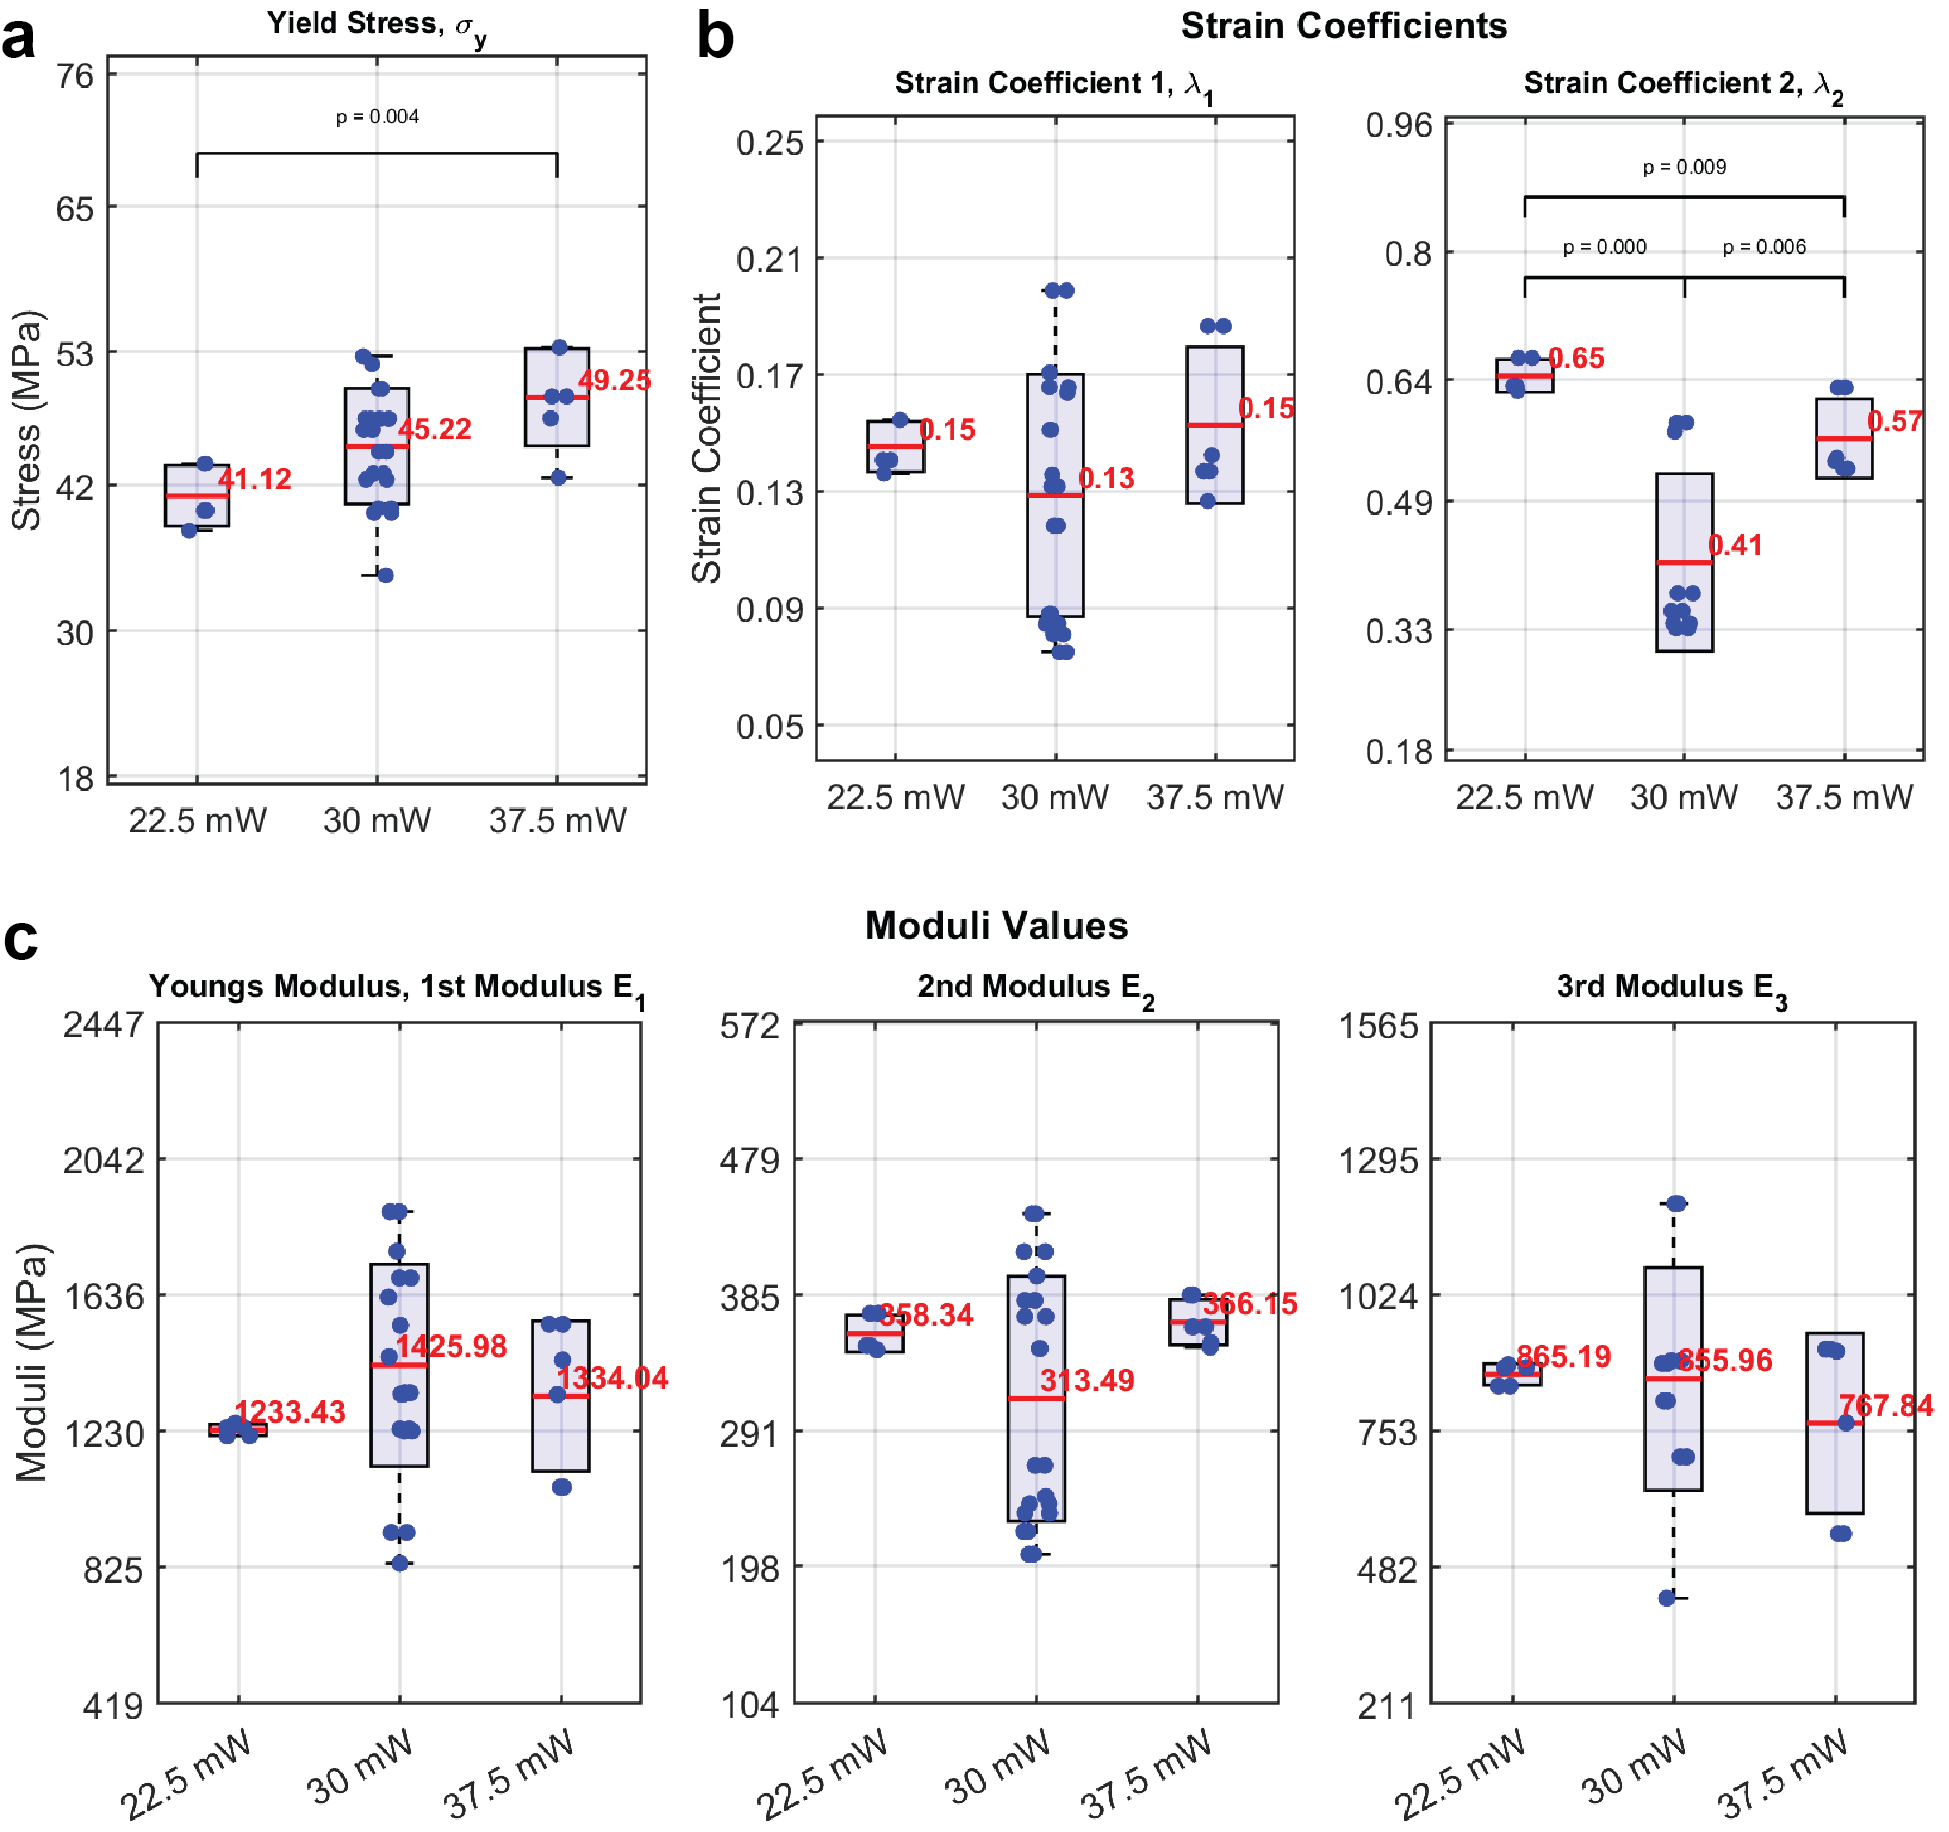 a
Yield Stress, σy
76
65
53
42
30
18
Stress (MPa)
p = 0.004
41.12
45.22
49.25
22.5 mW 30 mW 37.5 mW
b
Strain Coefficients
Strain Coefficient 1, λ1
0.25
0.21
0.17
0.13
0.09
0.05
Strain Coefficient
0.15
0.13
0.15
22.5 mW 30 mW 37.5 mW
Strain Coefficient 2, λ2
0.96
0.8
0.64
0.49
0.33
0.18
p = 0.009
p = 0.000 p = 0.006
0.65
0.41
0.57
22.5 mW 30 mW 37.5 mW
c
Moduli Values
Youngs Modulus, 1st Modulus E1
2447
2042
1636
1230
825
419
Moduli (MPa)
1233.43
1425.98
1334.04
22.5 mW 30 mW 37.5 mW
2nd Modulus E2
572
479
385
291
198
104
358.34
313.49
366.15
22.5 mW 30 mW 37.5 mW
3rd Modulus E3
1565
1295
1024
753
482
211
865.19
855.96
767.84
22.5 mW 30 mW 37.5 mW